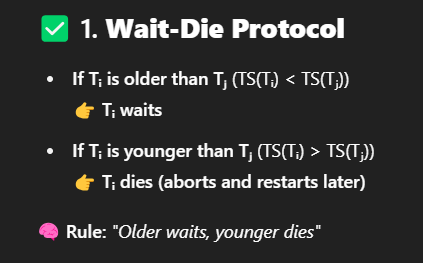 ✅ 1. Wait-Die Protocol
• If Tᵢ is older than Tⱼ (TS(Tᵢ) < TS(Tⱼ))
👉 Tᵢ waits
• If Tᵢ is younger than Tⱼ (TS(Tᵢ) > TS(Tⱼ))
👉 Tᵢ dies (aborts and restarts later)
🧠 Rule: "Older waits, younger dies"